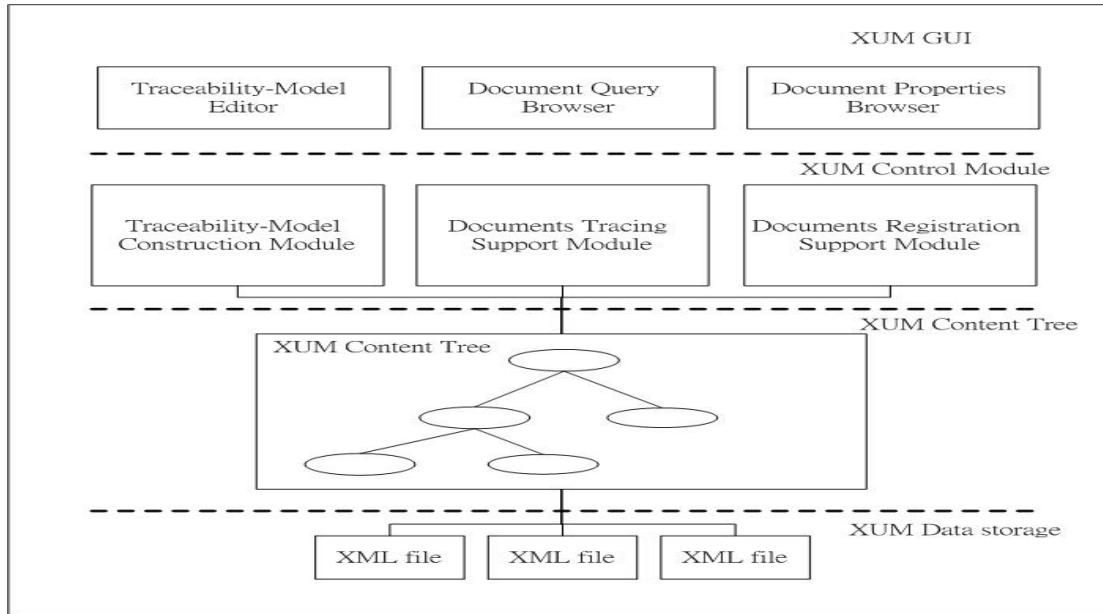 XUM GUI
Traceability-Model
Editor
Document Query
Browser
Document Properties
Browser
XUM Control Module
Traceability-Model
Construction Module
Documents Tracing
Support Module
Documents Registration
Support Module
XUM Content Tree
XUM Content Tree
XUM Data storage
XML file
XML file
XML file